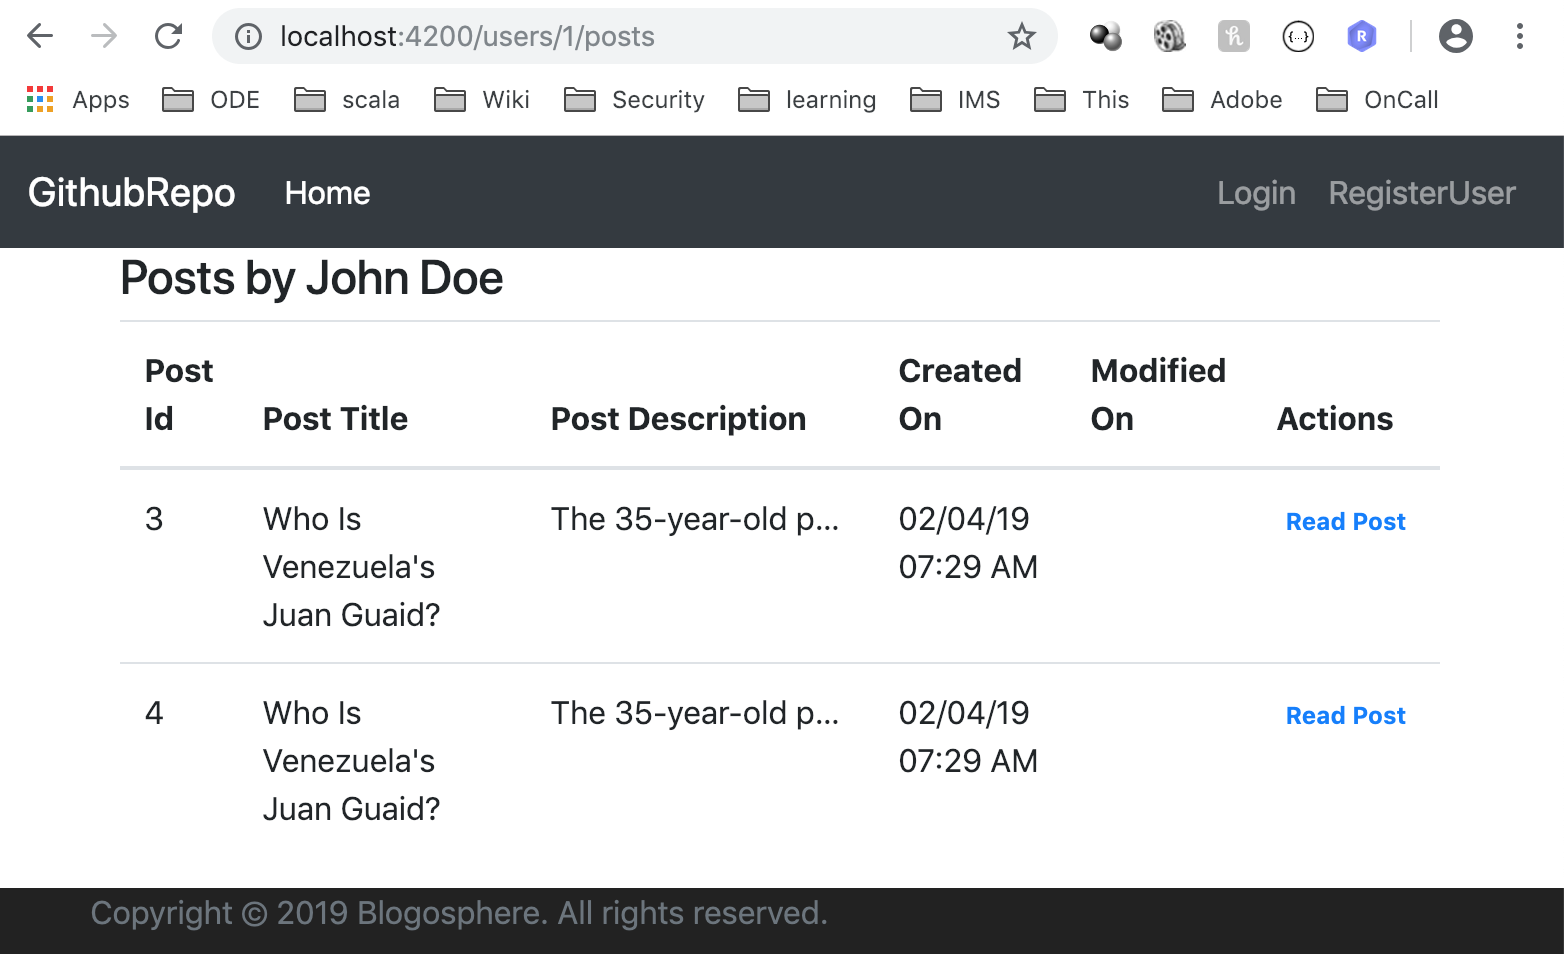 localhost:4200/users/1/posts
Apps ODE scala Wiki Security learning IMS This Adobe OnCall
GithubRepo Home Login RegisterUser
Posts by John Doe
Post Id Post Title Post Description Created On Modified On Actions
3 Who Is The 35-year-old p... 02/04/19 Read Post
Venezuela's 07:29 AM
Juan Guaid?
4 Who Is The 35-year-old p... 02/04/19 Read Post
Venezuela's 07:29 AM
Juan Guaid?
Copyright © 2019 Blogosphere. All rights reserved.